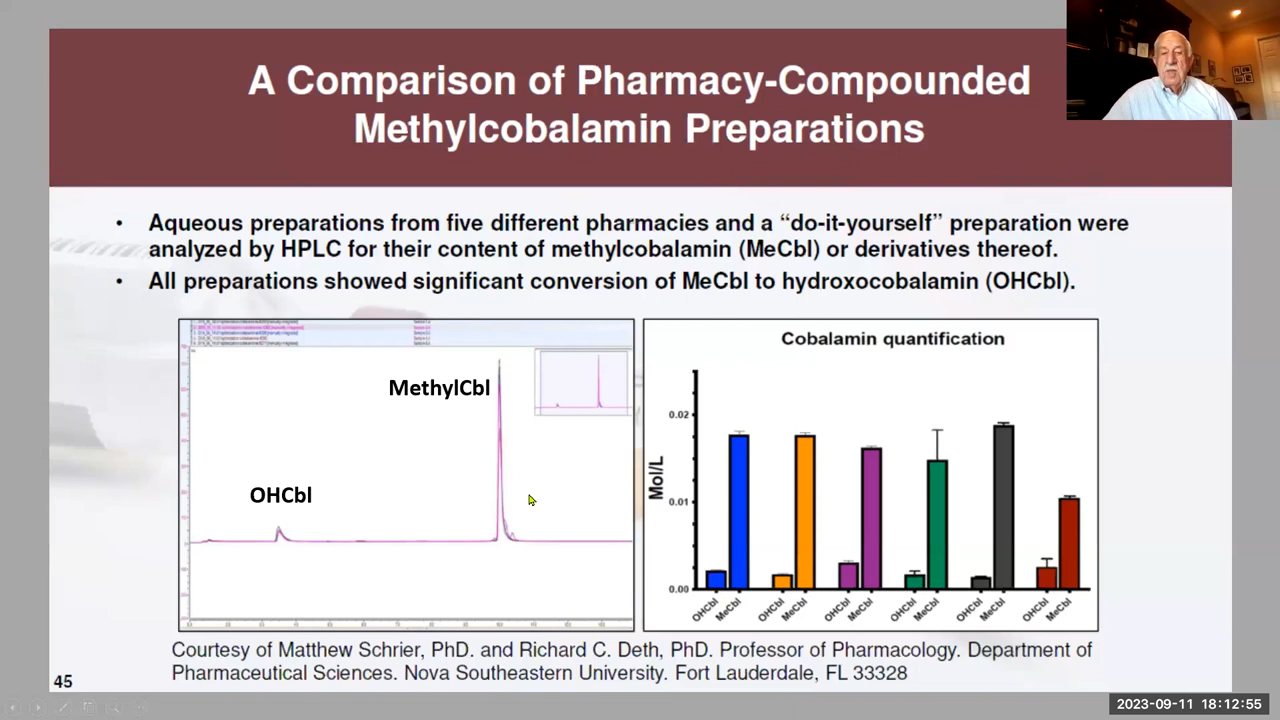 A Comparison of Pharmacy-Compounded
Methylcobalamin Preparations
• Aqueous preparations from five different pharmacies and a “do-it-yourself” preparation were
analyzed by HPLC for their content of methylcobalamin (MeCbl) or derivatives thereof.
• All preparations showed significant conversion of MeCbl to hydroxocobalamin (OHCbl).
MethylCbl
OHCbl
Cobalamin quantification
Mol/L
0.02
0.01
0.00
OHCbl MeCbl OHCbl MeCbl OHCbl MeCbl OHCbl MeCbl OHCbl MeCbl OHCbl MeCbl
Courtesy of Matthew Schrier, PhD. and Richard C. Deth, PhD. Professor of Pharmacology. Department of
Pharmaceutical Sciences. Nova Southeastern University. Fort Lauderdale, FL 33328
45
2023-09-11 18:12:55